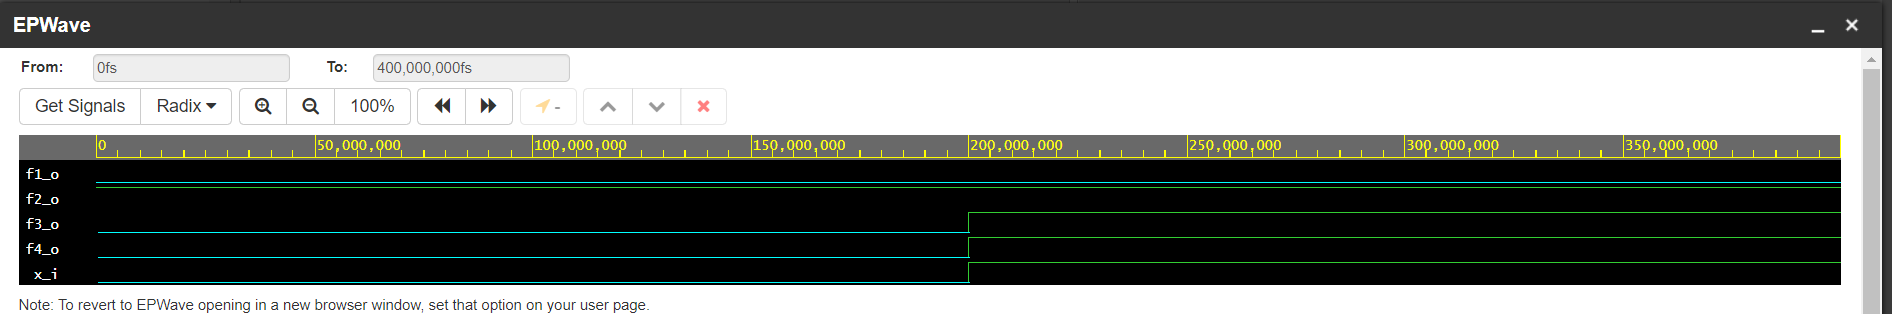 EPWave
From: 0fs To: 400,000,000fs
Get Signals Radix 100% -
0 50,000,000 100,000,000 150,000,000 200,000,000 250,000,000 300,000,000 350,000,000
f1_o
f2_o
f3_o
f4_o
x_i
Note: To revert to EPWave opening in a new browser window, set that option on your user page.